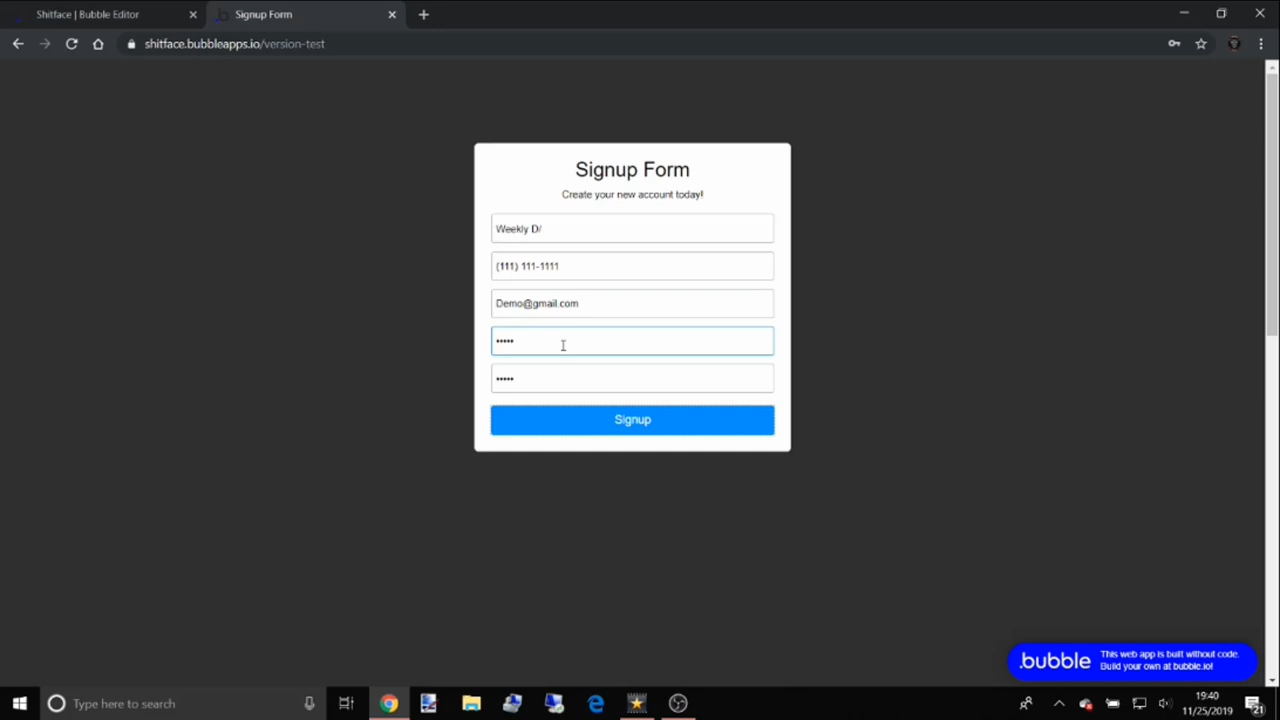 Shitface | Bubble Editor
Signup Form
shitface.bubbleapps.io/version-test
Signup Form
Create your new account today!
Weekly D/
(111) 111-1111
Demo@gmail.com
•••••
•••••
Signup
.bubble
This web app is built without code.
Build your own at bubble.io!
Type here to search
19:40
11/25/2019
21